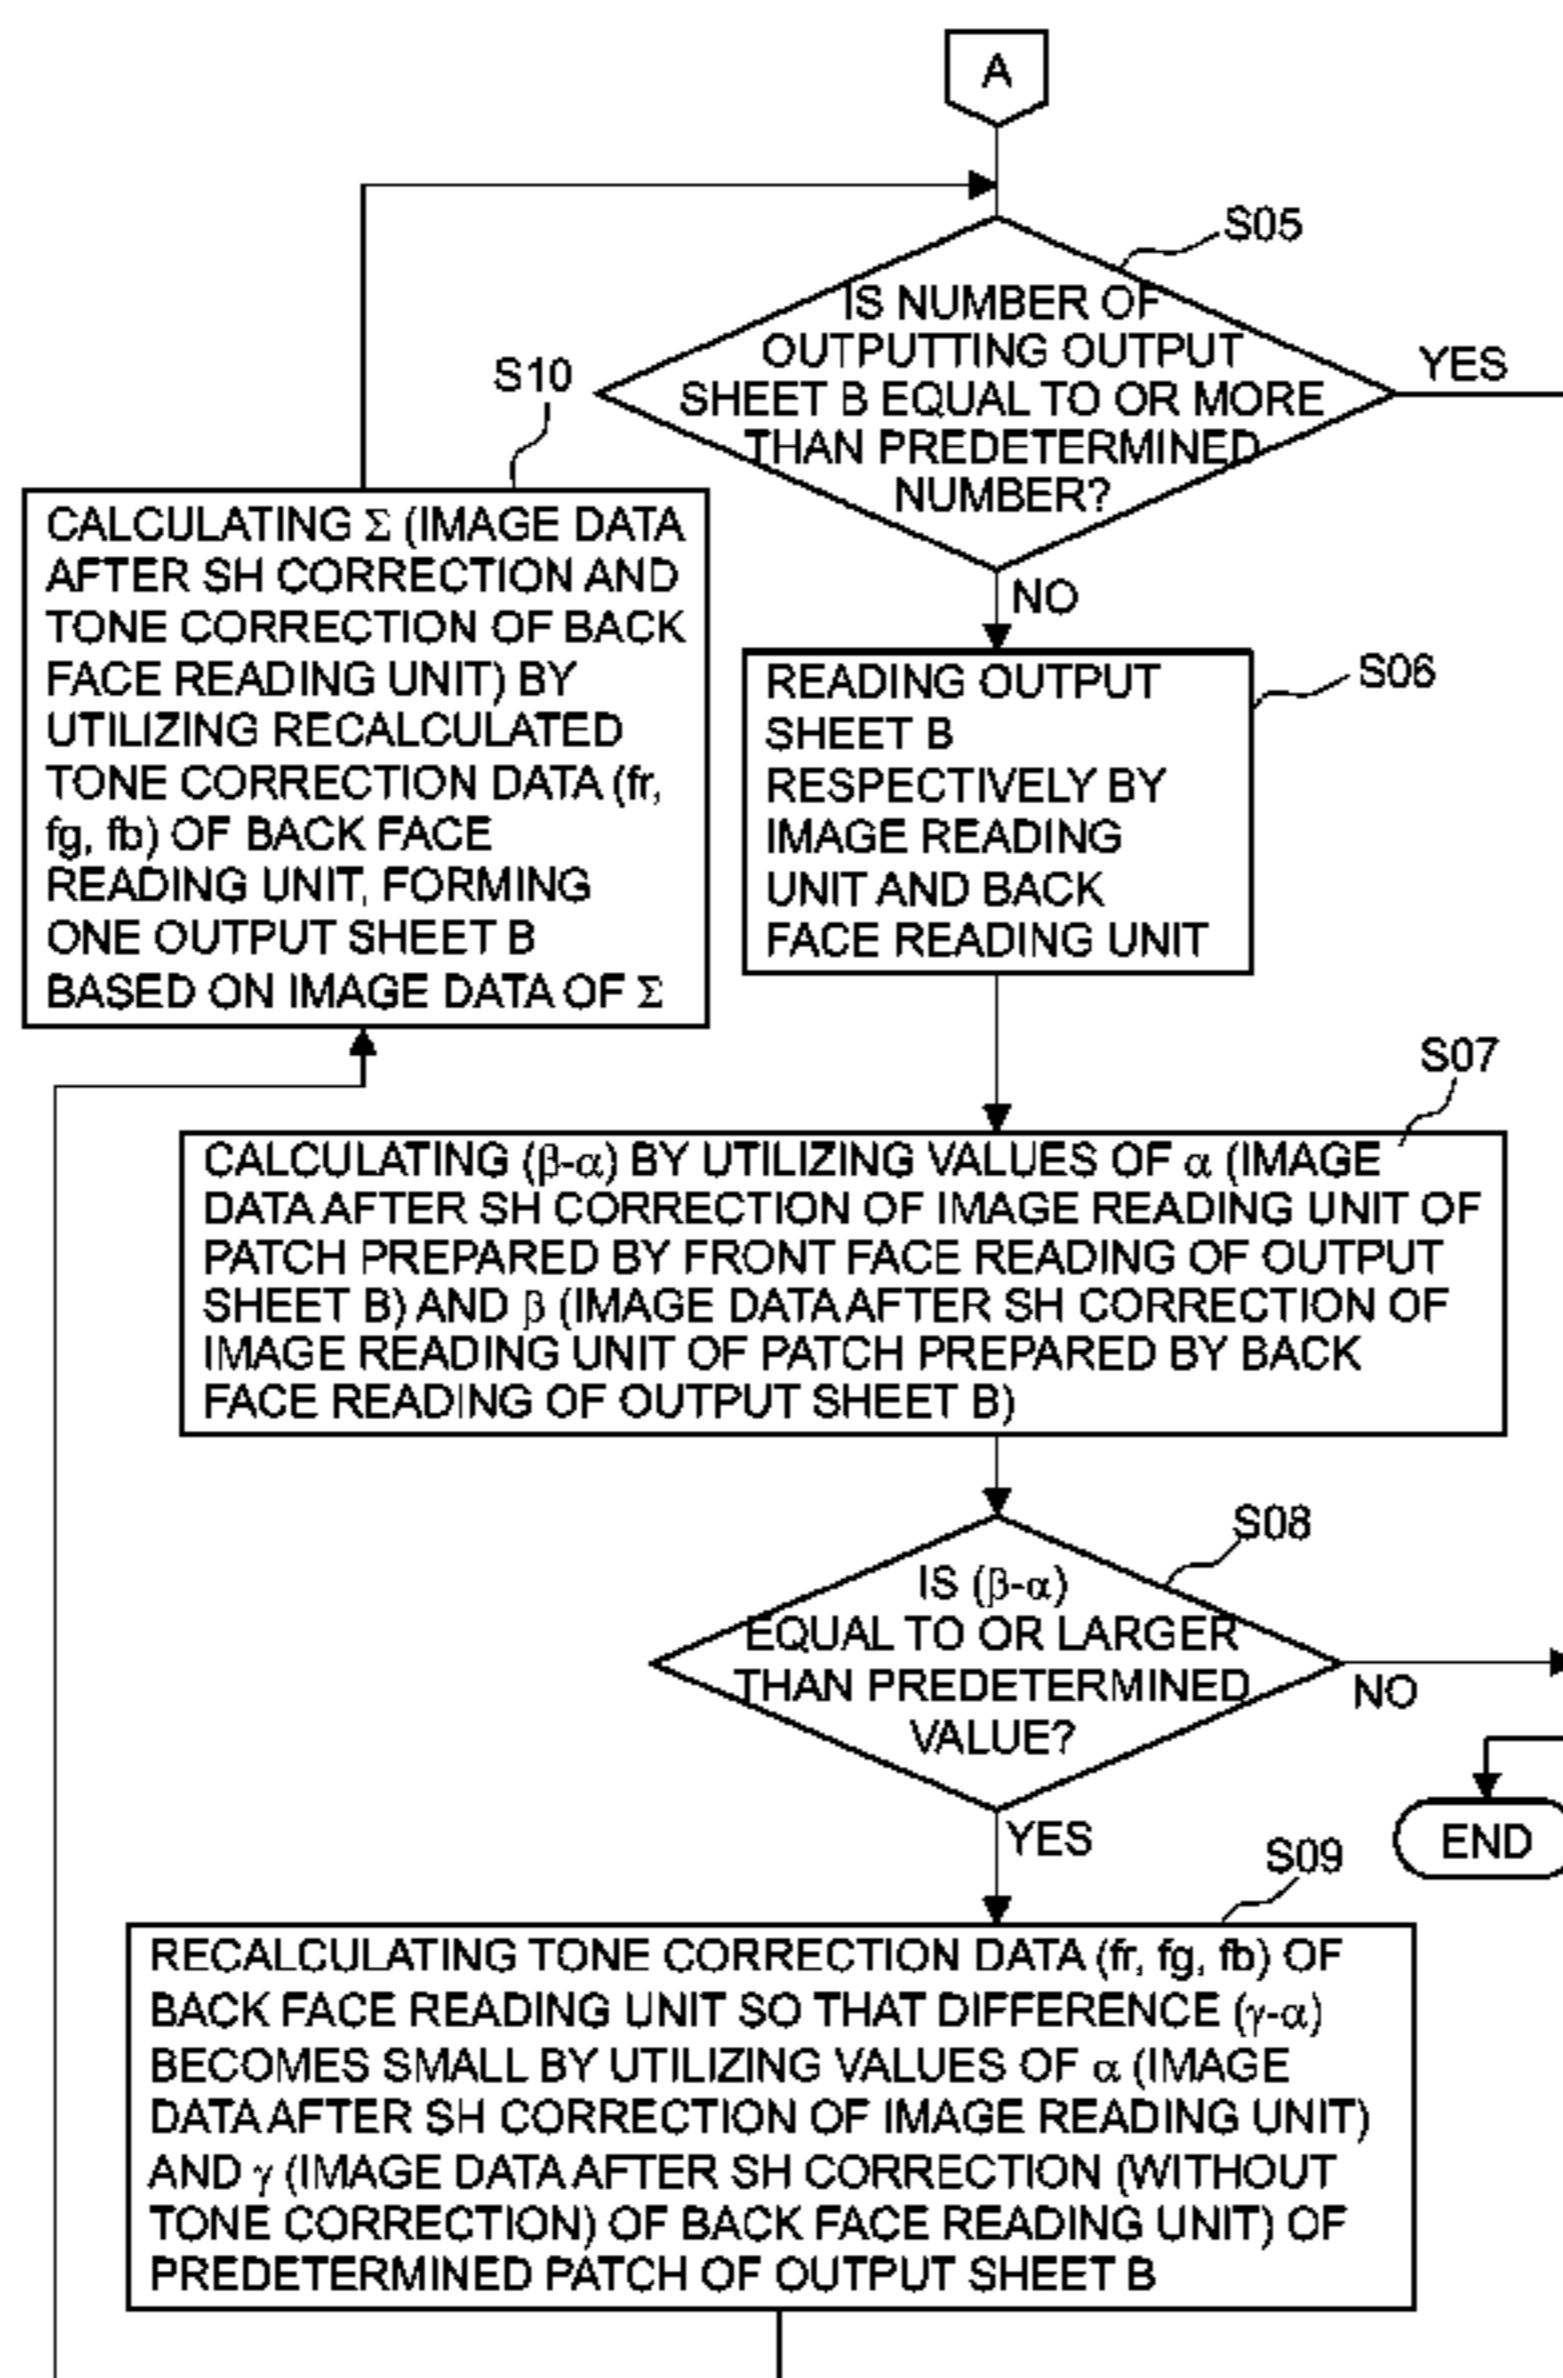 A
S05
IS NUMBER OF
OUTPUTTING OUTPUT
SHEET B EQUAL TO OR MORE
THAN PREDETERMINED
NUMBER?
YES
NO
S10
CALCULATING Σ (IMAGE DATA
AFTER SH CORRECTION AND
TONE CORRECTION OF BACK
FACE READING UNIT) BY
UTILIZING RECALCULATED
TONE CORRECTION DATA (fr,
fg, fb) OF BACK FACE
READING UNIT, FORMING
ONE OUTPUT SHEET B
BASED ON IMAGE DATA OF Σ
S06
READING OUTPUT
SHEET B
RESPECTIVELY BY
IMAGE READING
UNIT AND BACK
FACE READING UNIT
S07
CALCULATING (β-α) BY UTILIZING VALUES OF α (IMAGE
DATA AFTER SH CORRECTION OF IMAGE READING UNIT OF
PATCH PREPARED BY FRONT FACE READING OF OUTPUT
SHEET B) AND β (IMAGE DATA AFTER SH CORRECTION OF
IMAGE READING UNIT OF PATCH PREPARED BY BACK
FACE READING OF OUTPUT SHEET B)
S08
IS (β-α)
EQUAL TO OR LARGER
THAN PREDETERMINED
VALUE?
NO
YES
END
S09
RECALCULATING TONE CORRECTION DATA (fr, fg, fb) OF
BACK FACE READING UNIT SO THAT DIFFERENCE (γ-α)
BECOMES SMALL BY UTILIZING VALUES OF α (IMAGE
DATA AFTER SH CORRECTION OF IMAGE READING UNIT)
AND γ (IMAGE DATA AFTER SH CORRECTION (WITHOUT
TONE CORRECTION) OF BACK FACE READING UNIT) OF
PREDETERMINED PATCH OF OUTPUT SHEET B